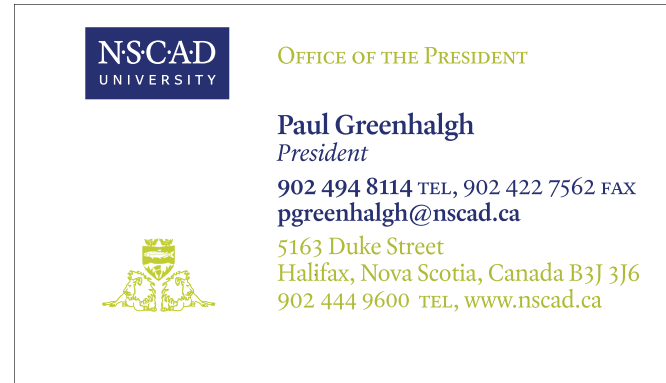 N·S·C·A·D
UNIVERSITY
OFFICE OF THE PRESIDENT
Paul Greenhalgh
President
902 494 8114 TEL, 902 422 7562 FAX
pgreenhalgh@nscad.ca
5163 Duke Street
Halifax, Nova Scotia, Canada B3J 3J6
902 444 9600 TEL, www.nscad.ca